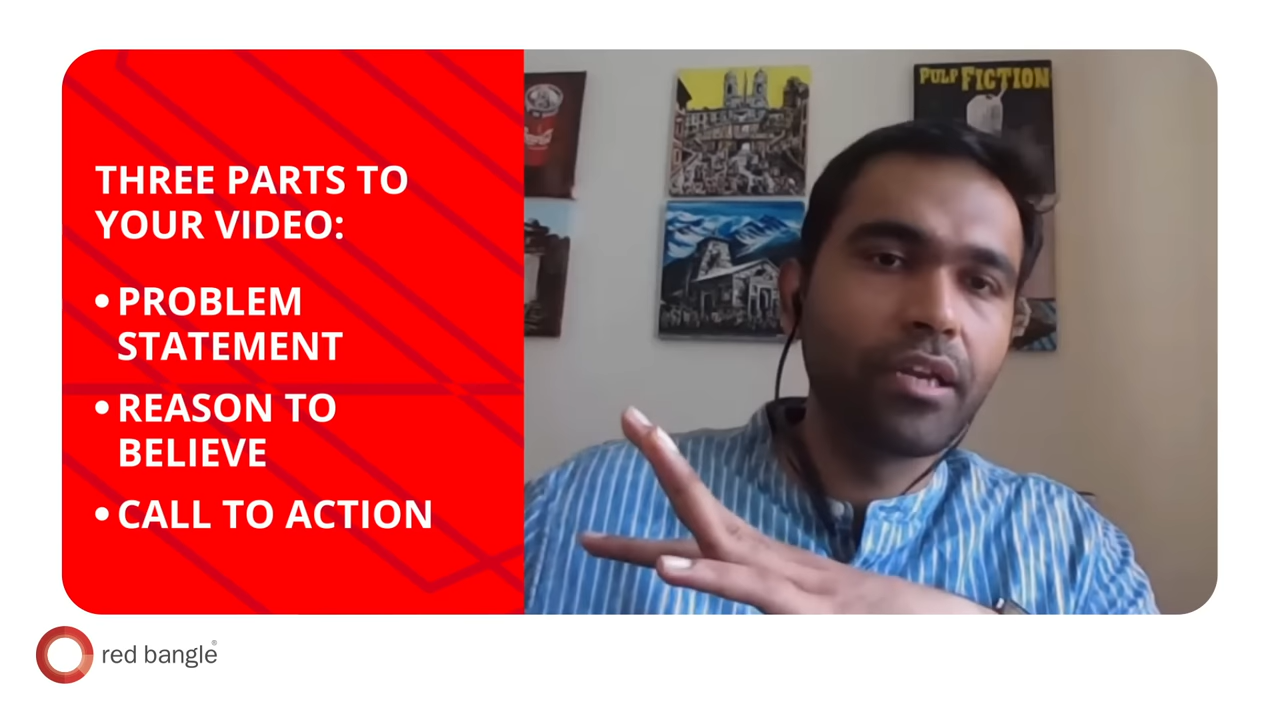 THREE PARTS TO
YOUR VIDEO:
• PROBLEM
STATEMENT
• REASON TO
BELIEVE
• CALL TO ACTION
PULP FICTION
red bangle®